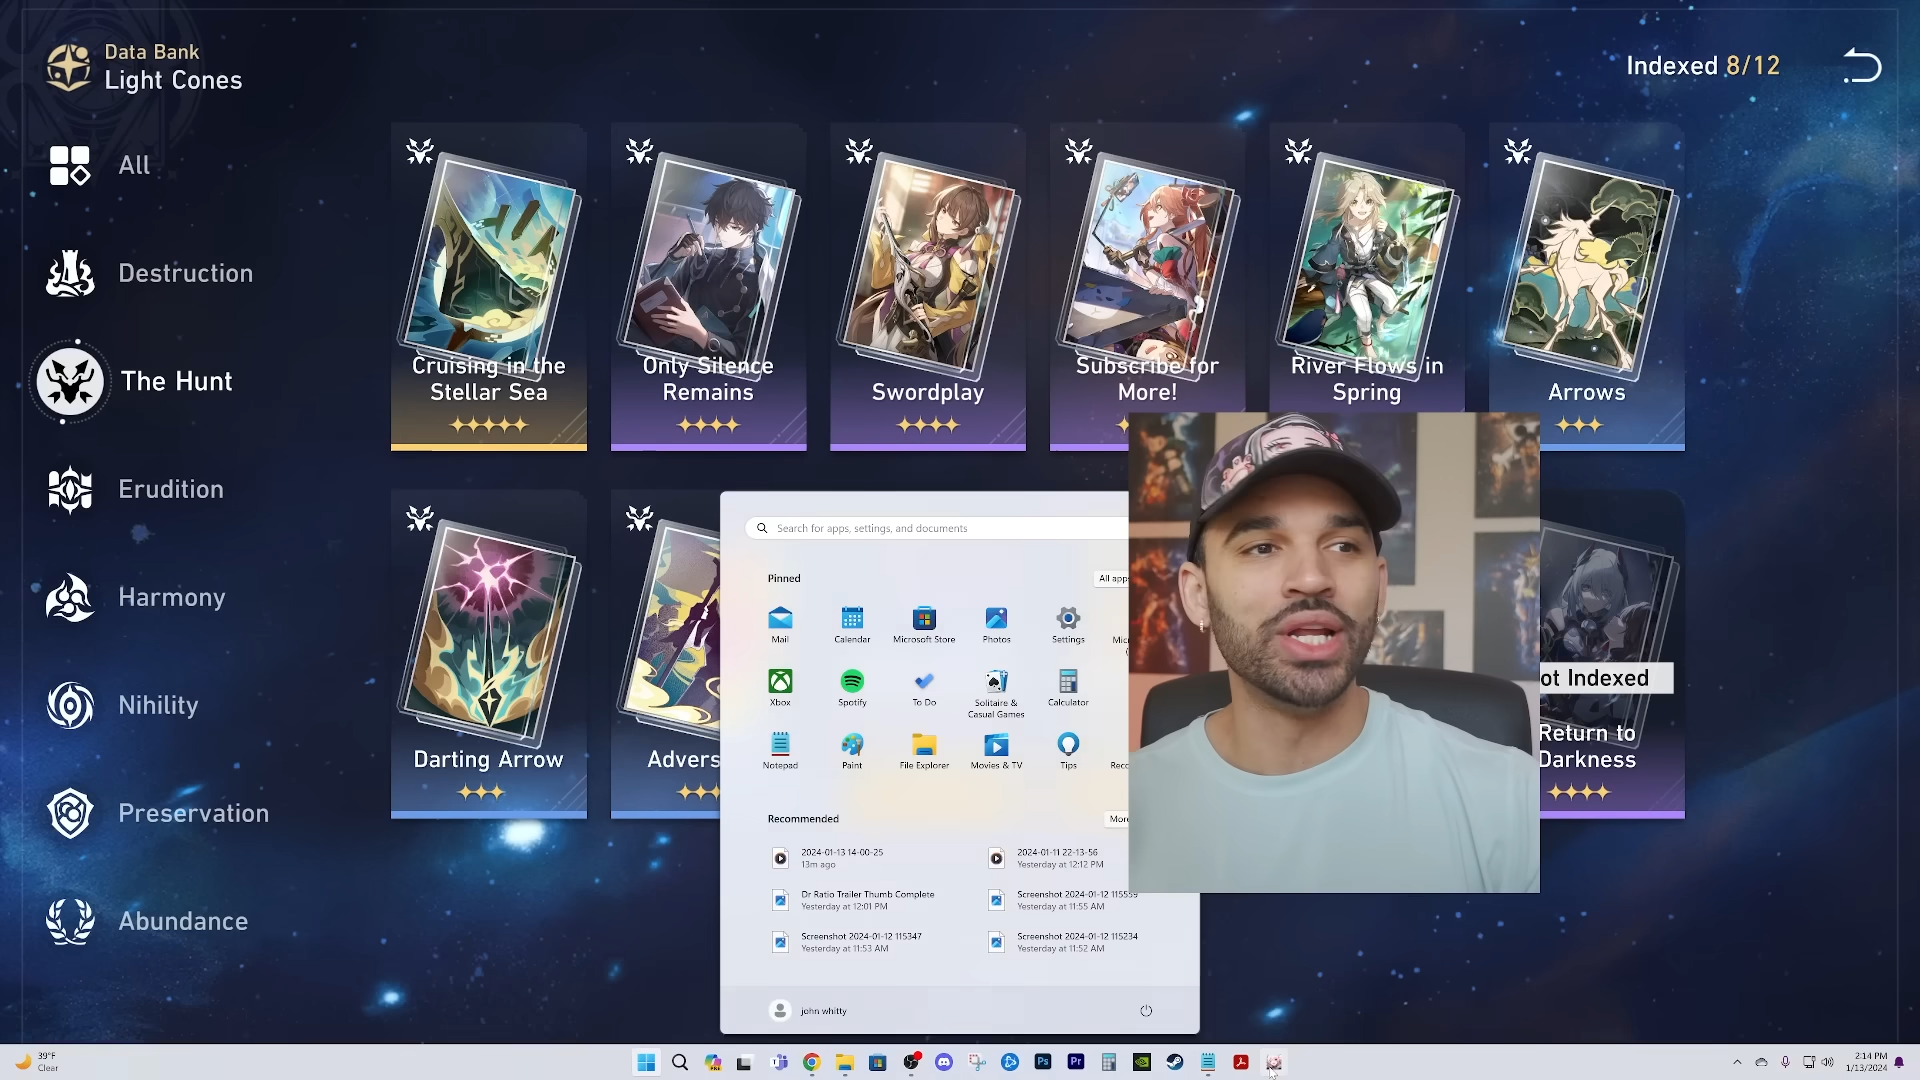 Data Bank
Light Cones
Indexed 8/12
All
Destruction
The Hunt
Erudition
Harmony
Nihility
Preservation
Abundance
Cruising in the
Stellar Sea
Only Silence
Remains
Swordplay
Subscribe for
More!
River Flows in
Spring
Arrows
Darting Arrow
Advers
ot Indexed
Return to
Darkness
Search for apps, settings, and documents
Pinned
All apps
Mail
Calendar
Microsoft Store
Photos
Settings
Xbox
Spotify
To Do
Solitaire &
Casual Games
Calculator
Notepad
Paint
File Explorer
Movies & TV
Tips
Recommended
More
2024-01-13 14-00-25
13m ago
2024-01-11 22-13-56
Yesterday at 12:12 PM
Dr Ratio Trailer Thumb Complete
Yesterday at 12:01 PM
Screenshot 2024-01-12 115559
Yesterday at 11:55 AM
Screenshot 2024-01-12 115347
Yesterday at 11:53 AM
Screenshot 2024-01-12 115234
Yesterday at 11:52 AM
john whitty
39°F
Clear
Ps
Pr
2:14 PM
1/13/2024